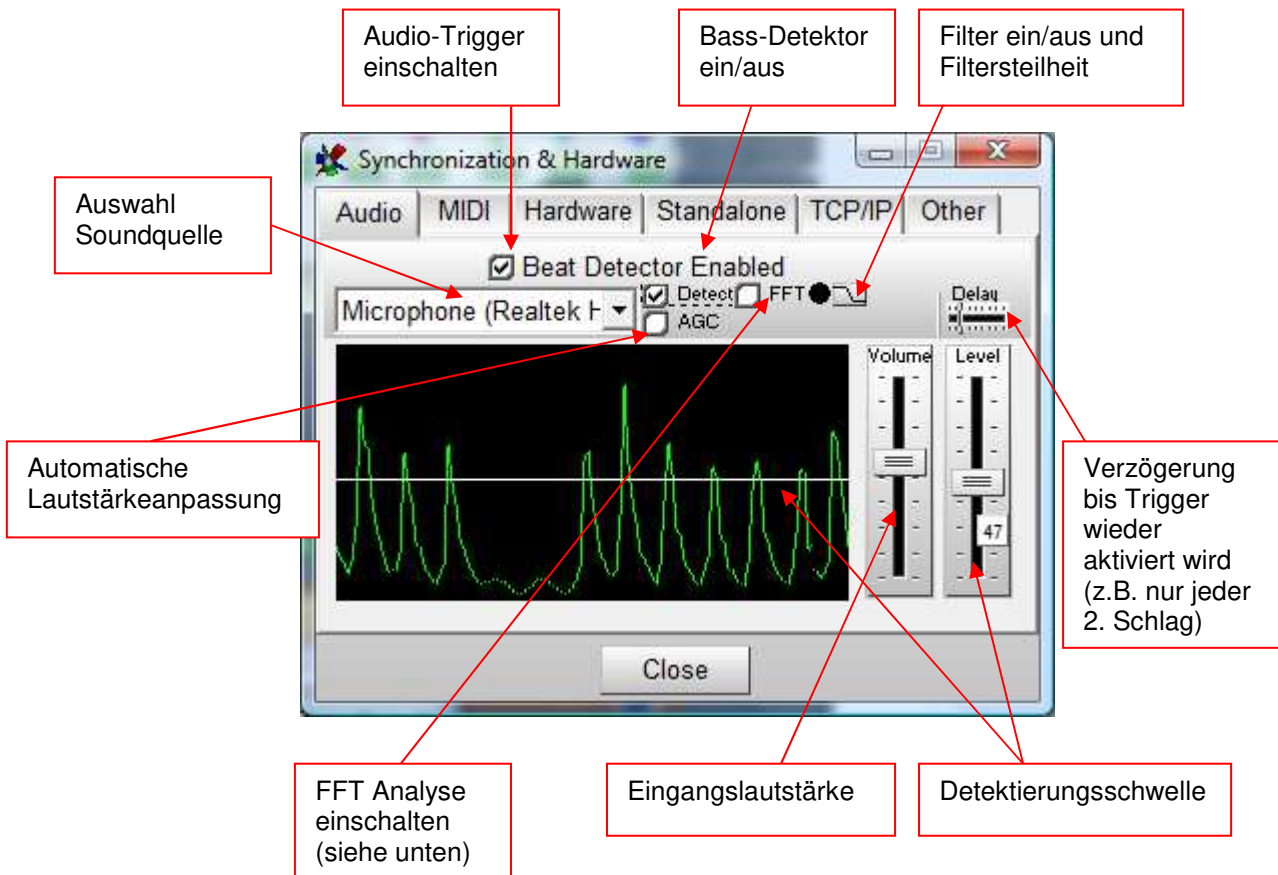 Audio-Trigger
einschalten
Bass-Detektor
ein/aus
Filter ein/aus und
Filtersteilheit
Auswahl
Soundquelle
Synchronization & Hardware
Audio
MIDI
Hardware
Standalone
TCP/IP
Other
Beat Detector Enabled
Microphone (Realtek H
Detect
FFT
AGC
Delay
Volume
Level
47
Automatische
Lautstärkeanpassung
Verzögerung
bis Trigger
wieder
aktiviert wird
(z.B. nur jeder
2. Schlag)
Close
FFT Analyse
einschalten
(siehe unten)
Eingangslautstärke
Detektierungsschwelle